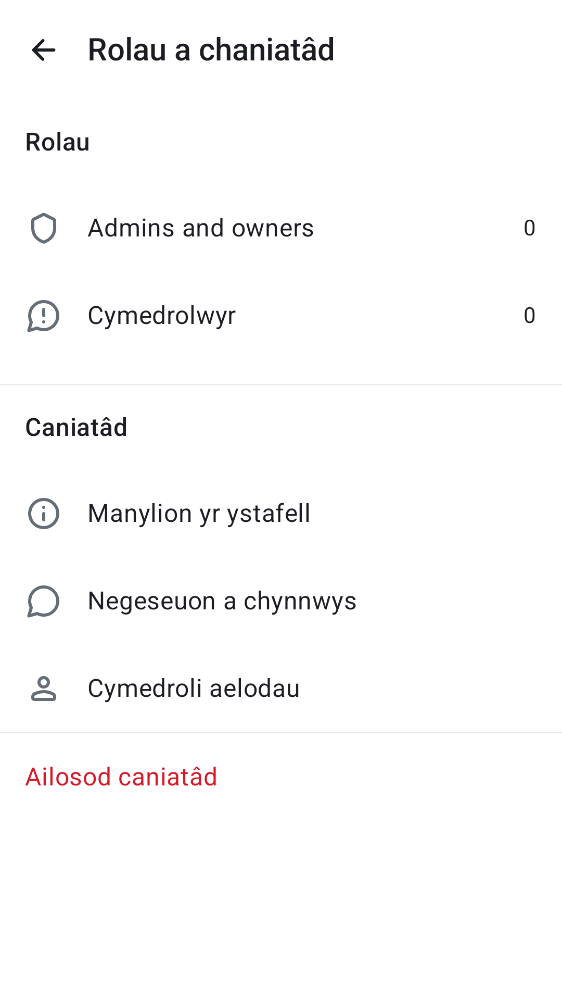 Rolau a chaniatâd
Rolau
Admins and owners 0
Cymedrolwyr 0
Caniatâd
Manylion yr ystafell
Negeseuon a chynnwys
Cymedroli aelodau
Ailosod caniatâd